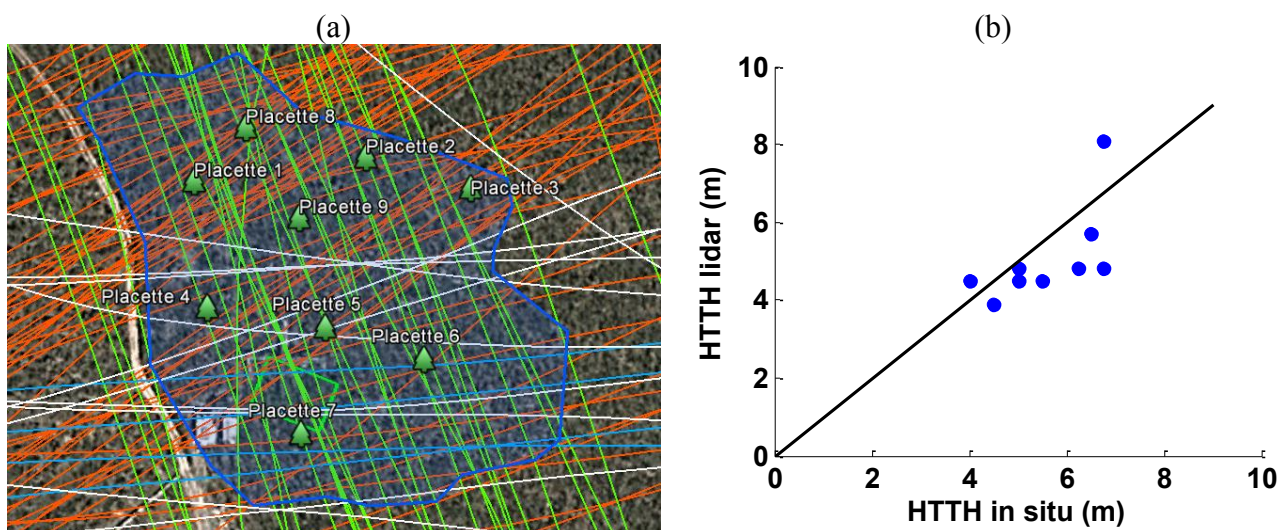 (a)
(b)
Placette 8
Placette 2
Placette 1
Placette 3
Placette 9
Placette 4
Placette 5
Placette 6
Placette 7
10
8
6
4
2
0
0
2
4
6
8
10
HTTH lidar (m)
HTTH in situ (m)